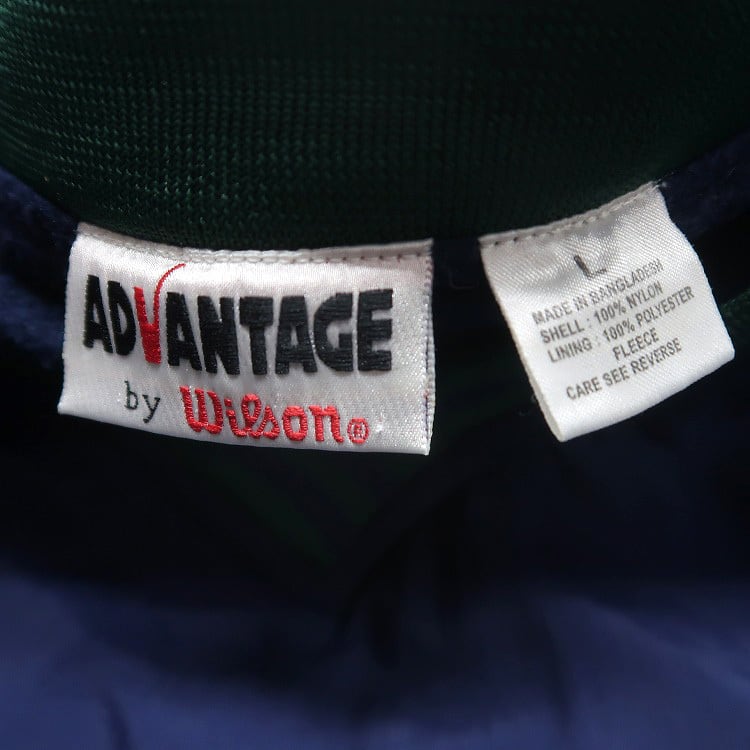 ADVANTAGE
by Wilson®
L
MADE IN BANGLADESH
SHELL : 100% NYLON
LINING : 100% POLYESTER
FLEECE
CARE SEE REVERSE